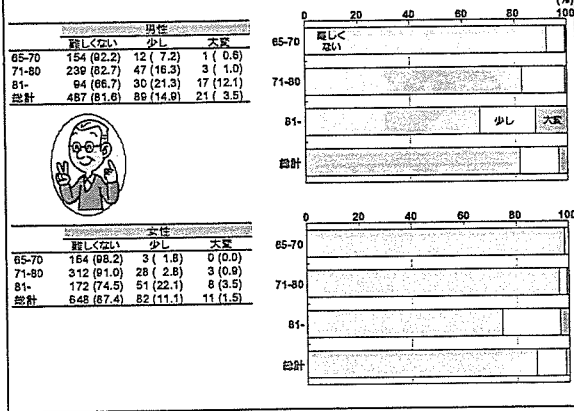 男性
難しくない 少し 大変
65-70 154 (92.2) 12 ( 7.2) 1 ( 0.6)
71-80 239 (82.7) 47 (16.3) 3 ( 1.0)
81- 94 (66.7) 30 (21.3) 17 (12.1)
総計 487 (81.6) 89 (14.9) 21 ( 3.5)
(%)
0 20 40 60 80 100
65-70
難しく
ない
71-80
81-
少し
大変
総計
女性
難しくない 少し 大変
65-70 164 (98.2) 3 ( 1.8) 0 (0.0)
71-80 312 (91.0) 28 ( 2.8) 3 (0.9)
81- 172 (74.5) 51 (22.1) 8 (3.5)
総計 648 (87.4) 82 (11.1) 11 (1.5)
0 20 40 60 80 100
65-70
71-80
81-
総計